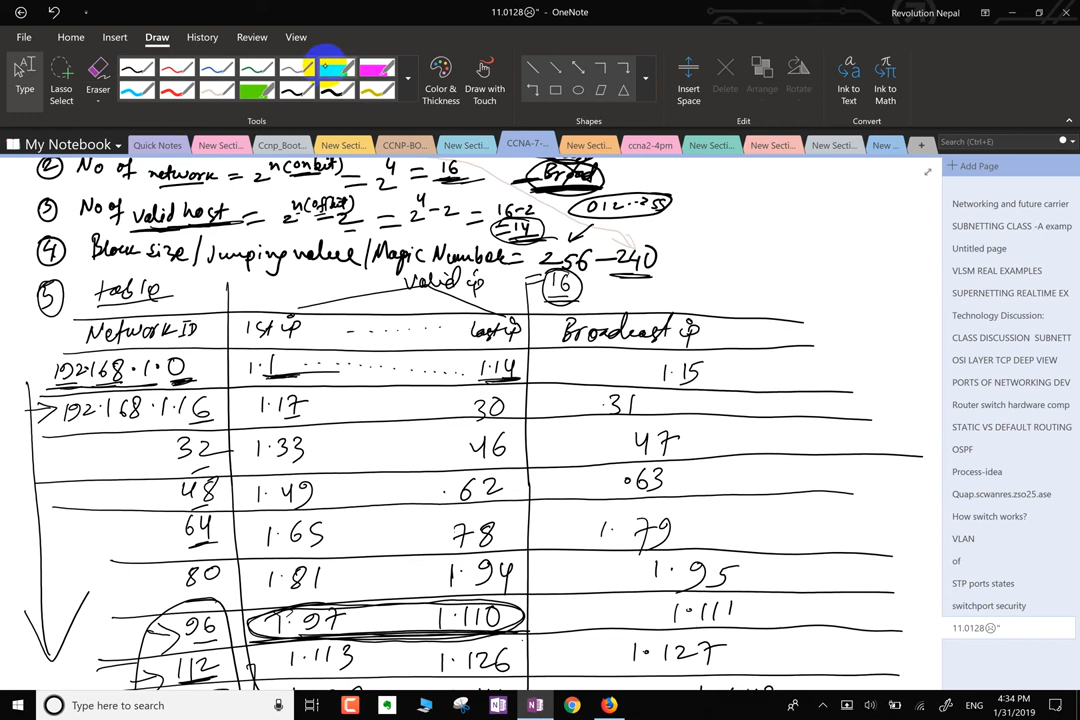 11.0128☹" - OneNote
Revolution Nepal
File Home Insert Draw History Review View
Type
Lasso Select
Eraser
Color & Thickness
Draw with Touch
Insert Space
Delete
Arrange
Rotate
Ink to Text
Ink to Math
Tools
Shapes
Edit
Convert
My Notebook
Quick Notes New Secti... Ccnp_Boot... New Secti... CCNP-BO... New Secti... CCNA-7-... New Secti... ccna2-4pm New Secti... New Secti... New ...
Search (Ctrl+E)
② No of network = 2^n(onbit) = 2^4 = 16
Broad
③ No of valid host = 2^n(offbit) - 2 = 2^4 - 2 = 16-2
= 14
012...255
④ Block size / Jumping value / Magic Number = 256 - 240
= 16
⑤ table
valid ip
Network ID 1st ip ........ last ip Broadcast ip
192.168.1.0 1.1 ........ 1.14 1.15
192.168.1.16 1.17 30 .31
32 1.33 46 47
48 1.49 .62 .63
64 1.65 78 1.79
80 1.81 1.94 1.95
96 1.97 1.110 1.111
112 1.113 1.126 1.127
Add Page
Networking and future carrier
SUBNETTING CLASS -A examp
Untitled page
VLSM REAL EXAMPLES
SUPERNETTING REALTIME EX
Technology Discussion:
CLASS DISCUSSION SUBNETT
OSI LAYER TCP DEEP VIEW
PORTS OF NETWORKING DEV
Router switch hardware comp
STATIC VS DEFAULT ROUTING
OSPF
Process-idea
Quap.scwanres.zso25.ase
How switch works?
VLAN
of
STP ports states
switchport security
11.0128☹"
Type here to search
ENG
4:34 PM
1/31/2019